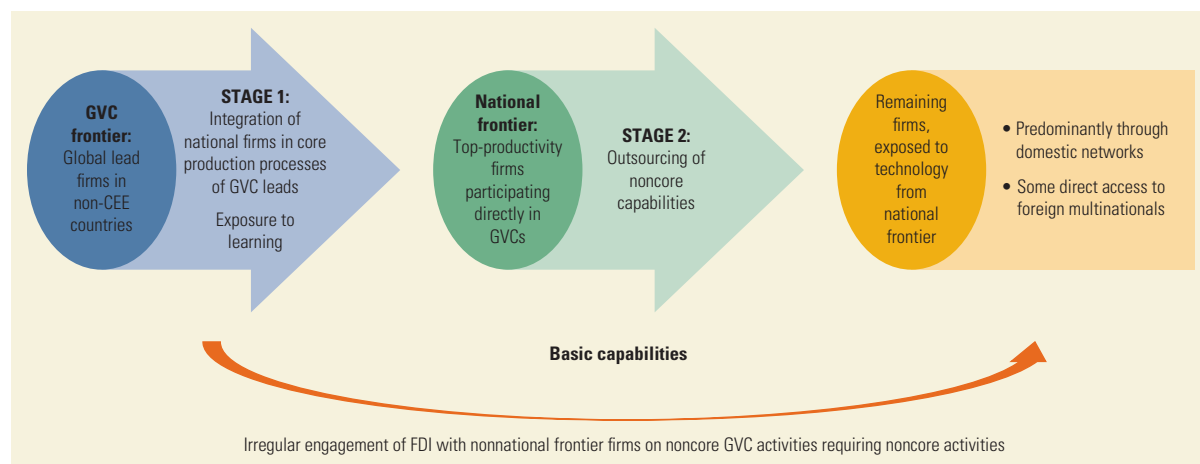 GVC
frontier:
Global lead
firms in
non-CEE
countries
STAGE 1:
Integration of
national firms in core
production processes
of GVC leads
Exposure to
learning
National
frontier:
Top-productivity
firms
participating
directly in
GVCs
STAGE 2:
Outsourcing of
noncore
capabilities
Remaining
firms,
exposed to
technology
from
national
frontier
• Predominantly through
domestic networks
• Some direct access to
foreign multinationals
Basic capabilities
Irregular engagement of FDI with nonnational frontier firms on noncore GVC activities requiring noncore activities